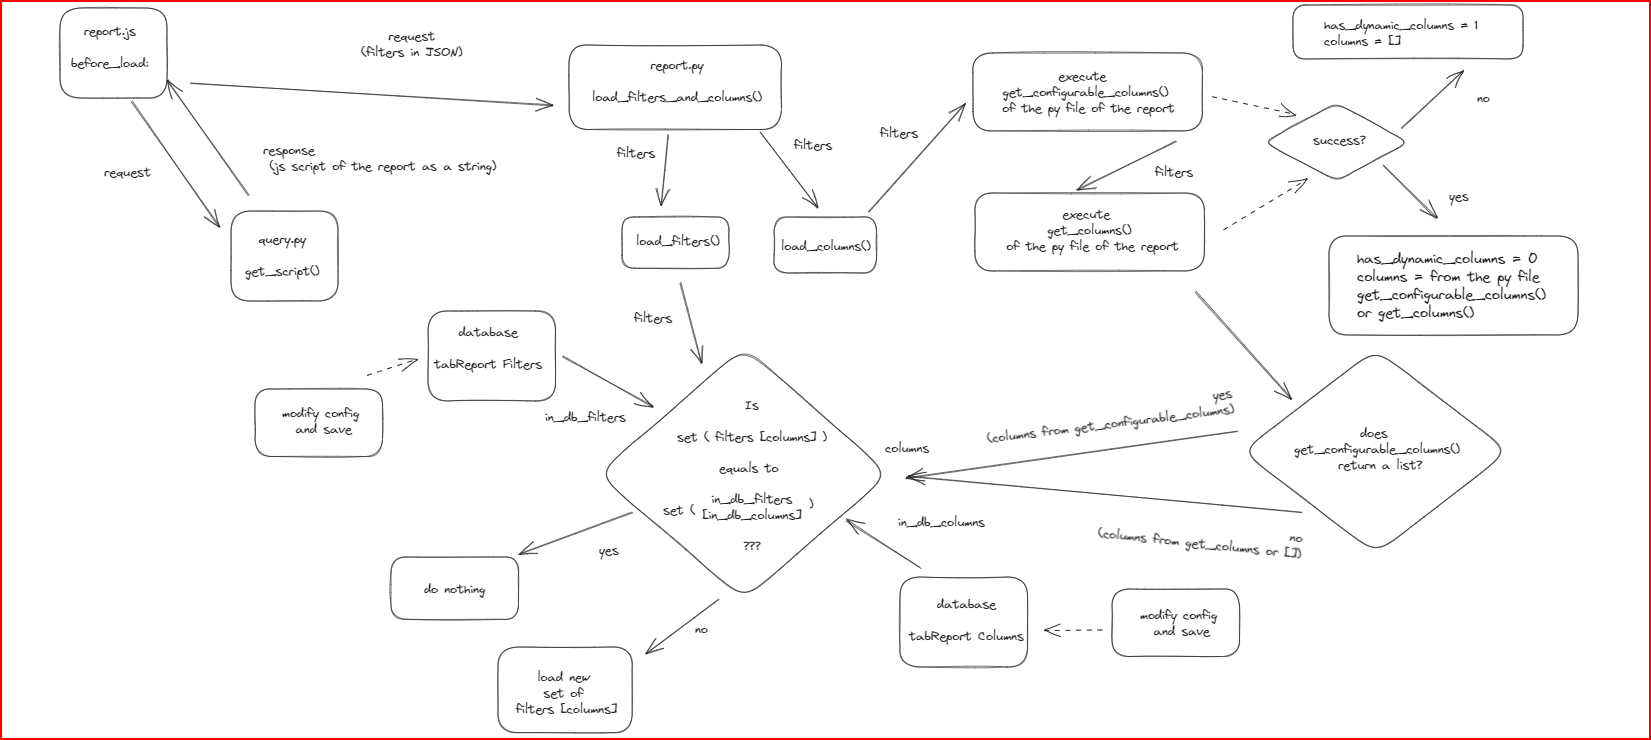 report.js
before_load:
request
(filters in JSON)
report.py
load_filters_and_columns()
execute
get_configurable_columns()
of the py file of the report
has_dynamic_columns = 1
columns = []
no
success?
yes
request
response
(js script of the report as a string)
filters
filters
filters
filters
query.py
get_script()
load_filters()
load_columns()
execute
get_columns()
of the py file of the report
has_dynamic_columns = 0
columns = from the py file
get_configurable_columns()
or get_columns()
filters
database
tabReport Filters
modify config
and save
in_db_filters
Is
set ( filters [columns] )
equals to
set ( in_db_filters
[in_db_columns] )
???
columns
yes
(columns from get_configurable_columns)
does
get_configurable_columns()
return a list?
no
(columns from get_columns or [])
in_db_columns
yes
do nothing
no
load new
set of
filters [columns]
database
tabReport Columns
modify config
and save